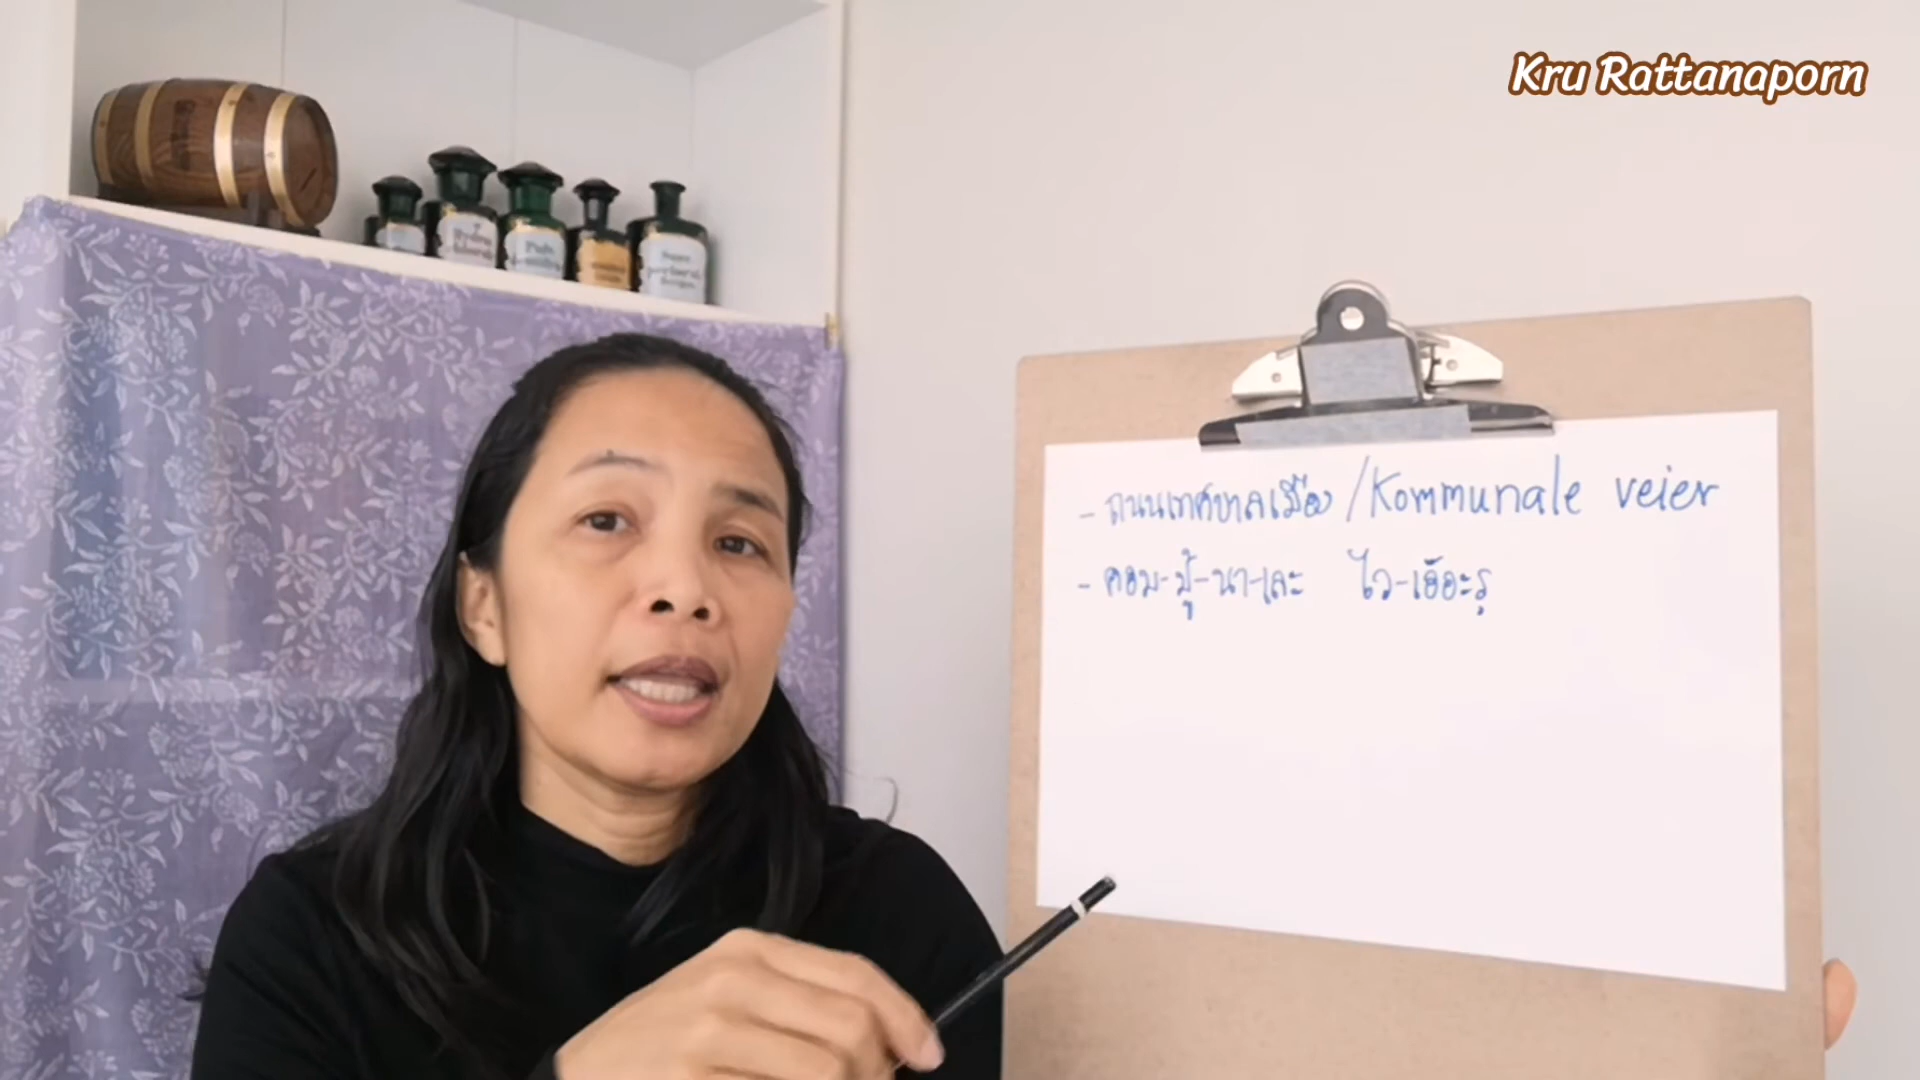 Kru Rattanaporn
- ถนนเทศบาลเมือง /Kommunale veier
- คอม-มู้-นา-เละ ไว-เอ้อะรฺ